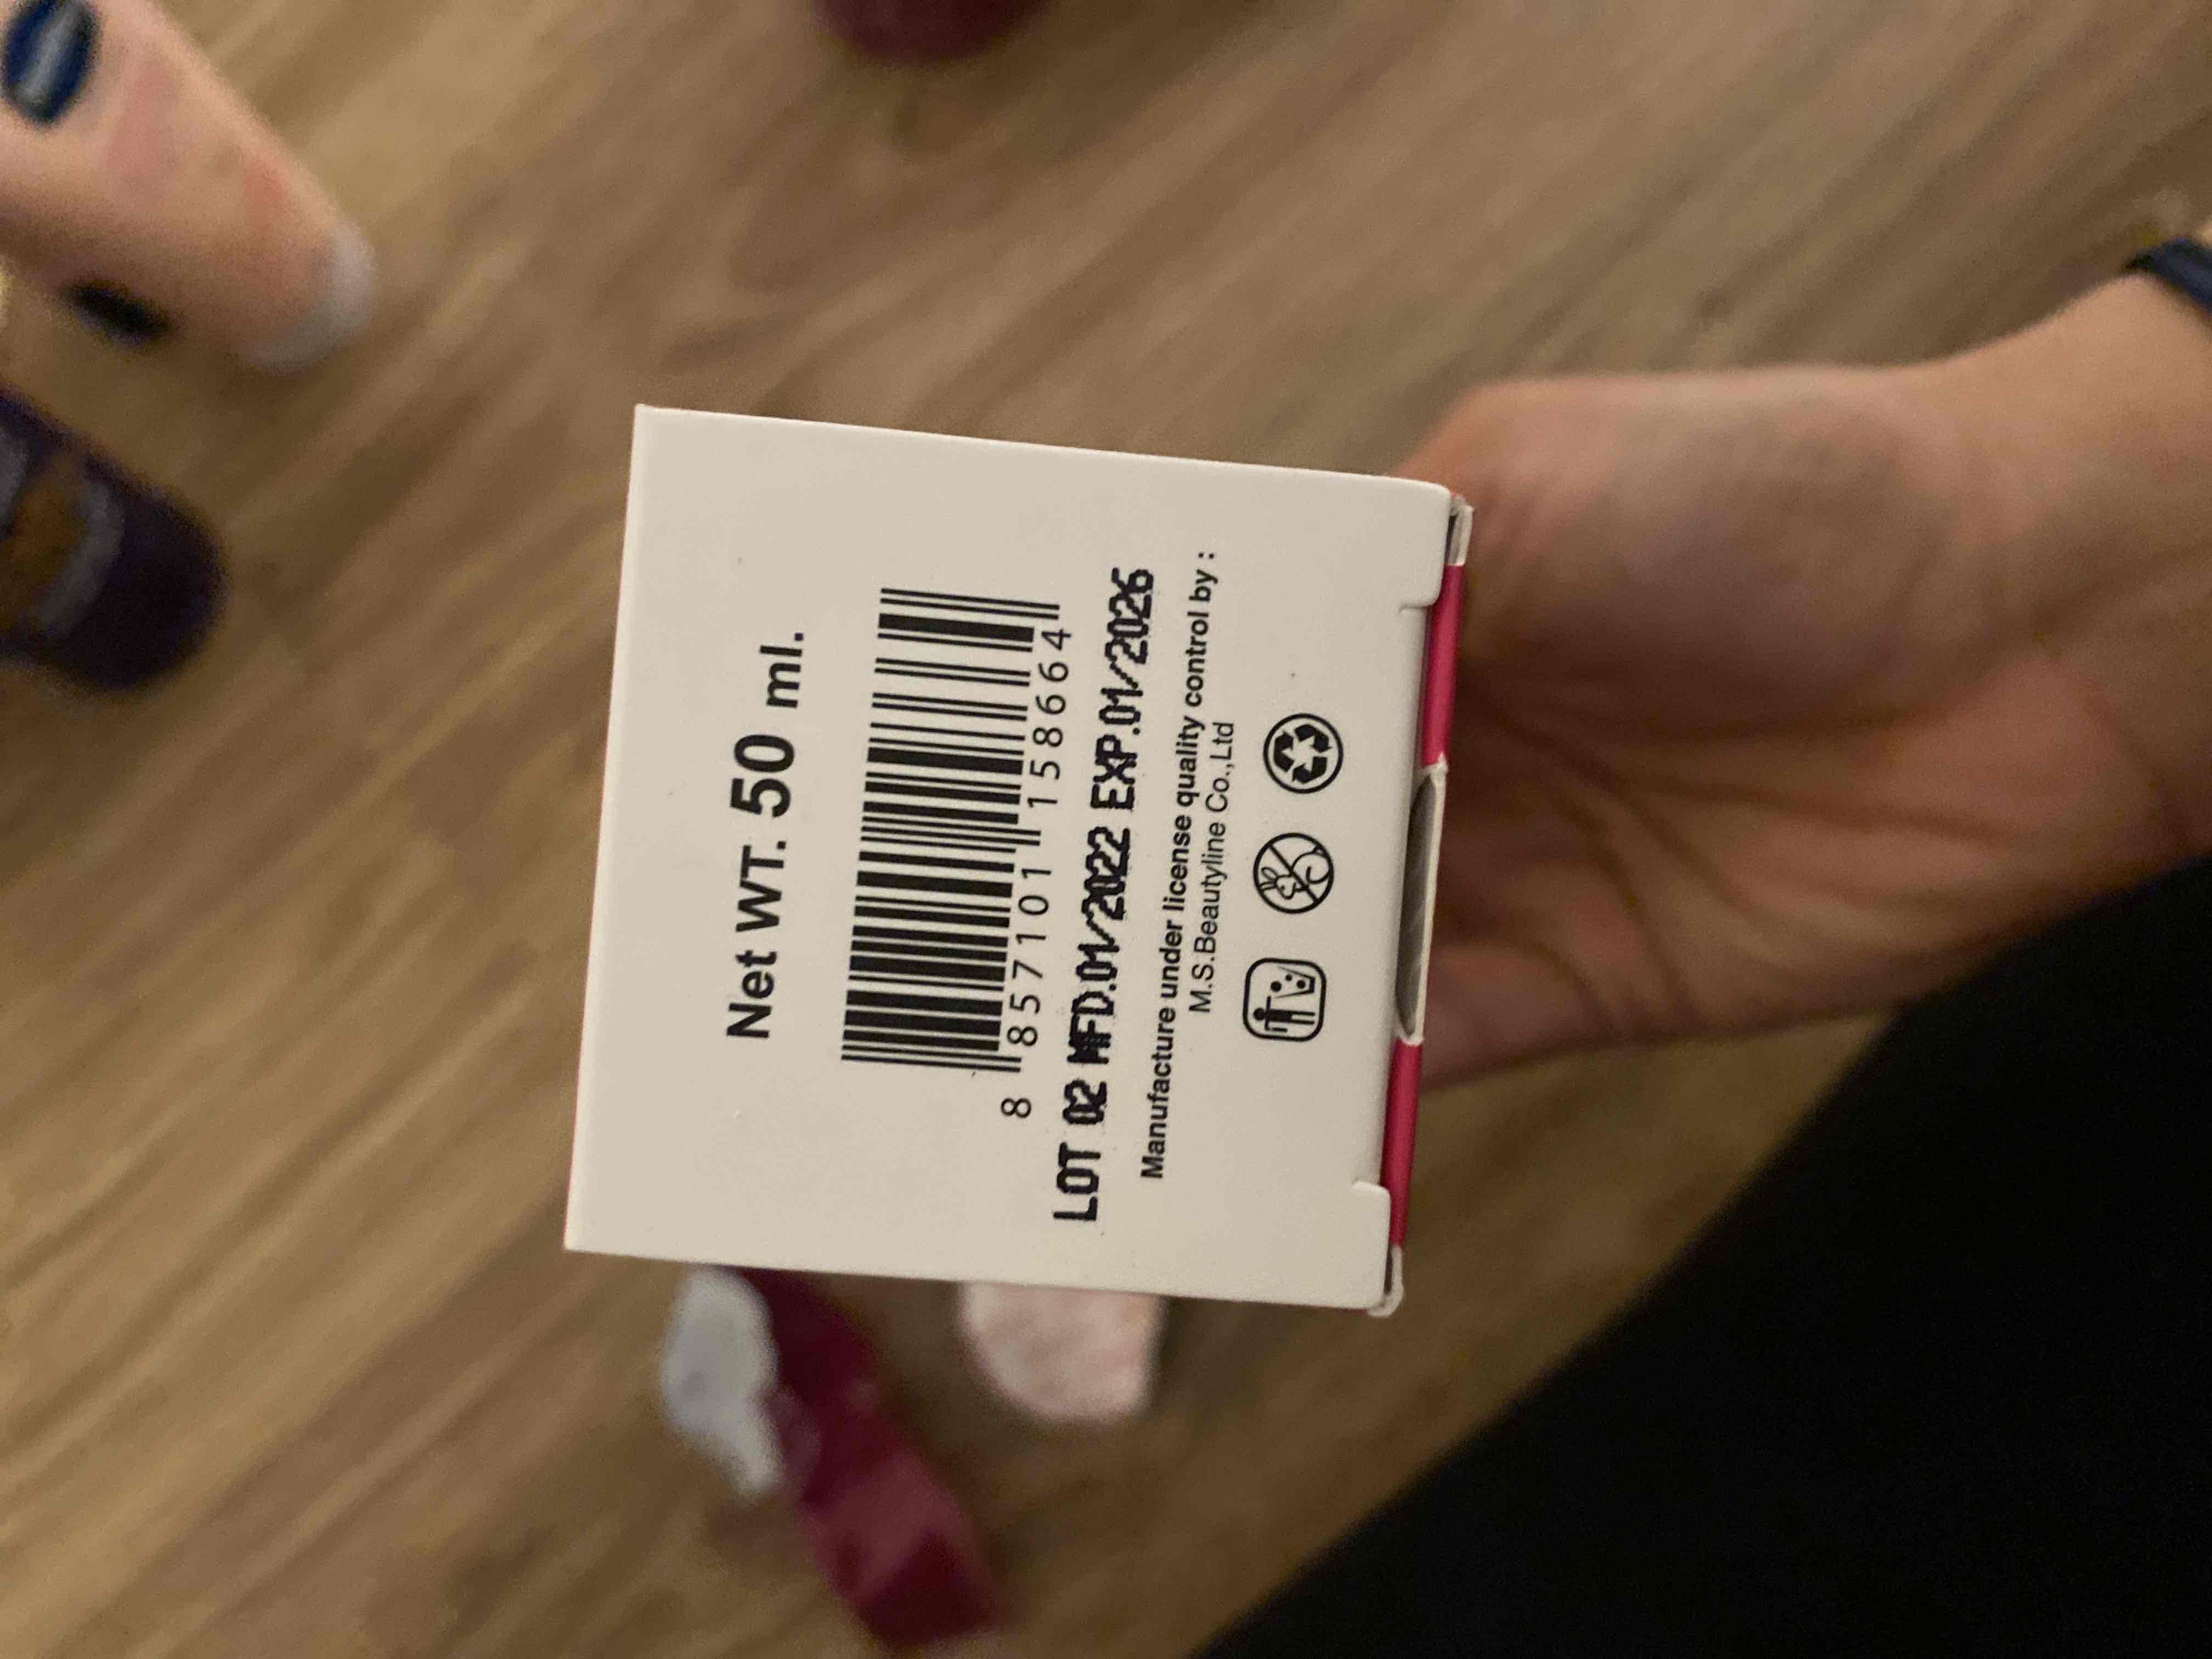 Net WT. 50 ml.
8 857101 158664
LOT 02 MFD.01/2022 EXP.01/2026
Manufacture under license quality control by :
M.S.Beautyline Co.,Ltd